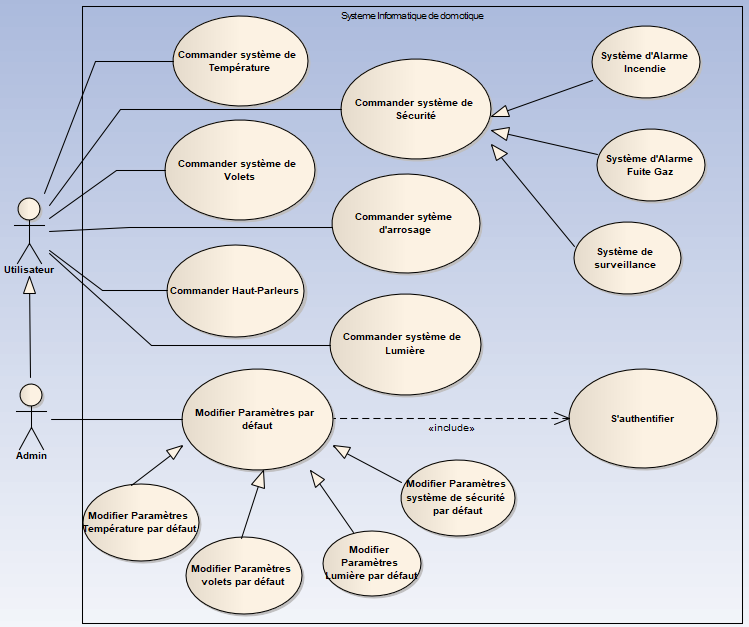 Systeme Informatique de domotique
Commander système de
Température
Système d'Alarme
Incendie
Commander système de
Sécurité
Commander système de
Volets
Système d'Alarme
Fuite Gaz
Commander sytème
d'arrosage
Système de
surveillance
Utilisateur
Commander Haut-Parleurs
Commander système de
Lumière
Modifier Paramètres par
défaut
«include»
S'authentifier
Admin
Modifier Paramètres
Température par défaut
Modifier Paramètres
volets par défaut
Modifier
Paramètres
Lumière par défaut
Modifier Paramètres
système de sécurité
par défaut